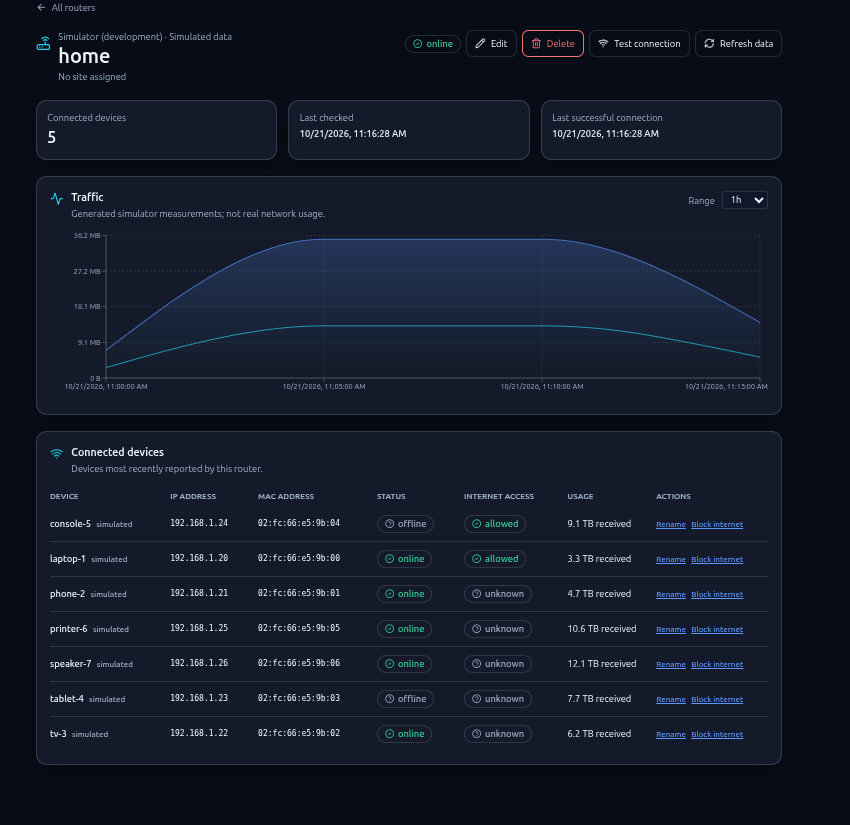 ← All routers
Simulator (development) · Simulated data
home
No site assigned
online Edit Delete Test connection Refresh data
Connected devices
5
Last checked
10/21/2026, 11:16:28 AM
Last successful connection
10/21/2026, 11:16:28 AM
Traffic
Generated simulator measurements; not real network usage.
Range 1h
36.2 MB
27.2 MB
18.1 MB
9.1 MB
0 B
10/21/2026, 11:00:00 AM 10/21/2026, 11:05:00 AM 10/21/2026, 11:10:00 AM 10/21/2026, 11:15:00 AM
Connected devices
Devices most recently reported by this router.
DEVICE IP ADDRESS MAC ADDRESS STATUS INTERNET ACCESS USAGE ACTIONS
console-5 simulated 192.168.1.24 02:fc:66:e5:9b:04 offline allowed 9.1 TB received Rename Block internet
laptop-1 simulated 192.168.1.20 02:fc:66:e5:9b:00 online allowed 3.3 TB received Rename Block internet
phone-2 simulated 192.168.1.21 02:fc:66:e5:9b:01 online unknown 4.7 TB received Rename Block internet
printer-6 simulated 192.168.1.25 02:fc:66:e5:9b:05 online unknown 10.6 TB received Rename Block internet
speaker-7 simulated 192.168.1.26 02:fc:66:e5:9b:06 online unknown 12.1 TB received Rename Block internet
tablet-4 simulated 192.168.1.23 02:fc:66:e5:9b:03 offline unknown 7.7 TB received Rename Block internet
tv-3 simulated 192.168.1.22 02:fc:66:e5:9b:02 online unknown 6.2 TB received Rename Block internet